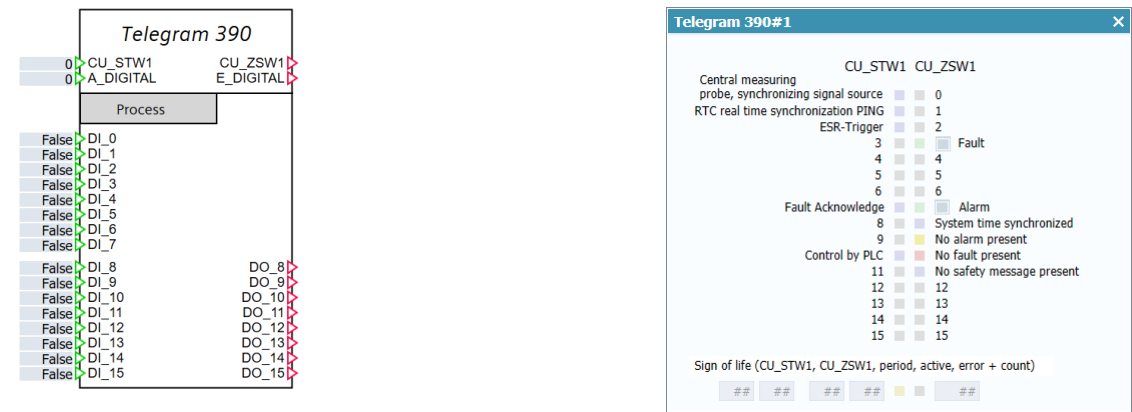 Telegram 390
0 CU_STW1 CU_ZSW1
0 A_DIGITAL E_DIGITAL
Process
False DI_0
False DI_1
False DI_2
False DI_3
False DI_4
False DI_5
False DI_6
False DI_7
False DI_8 DO_8
False DI_9 DO_9
False DI_10 DO_10
False DI_11 DO_11
False DI_12 DO_12
False DI_13 DO_13
False DI_14 DO_14
False DI_15 DO_15
Telegram 390#1
CU_STW1 CU_ZSW1
Central measuring
probe, synchronizing signal source 0
RTC real time synchronization PING 1
ESR-Trigger 2
3 Fault
4 4
5 5
6 6
Fault Acknowledge Alarm
8 System time synchronized
9 No alarm present
Control by PLC No fault present
11 No safety message present
12 12
13 13
14 14
15 15
Sign of life (CU_STW1, CU_ZSW1, period, active, error + count)
## ## ## ## ##